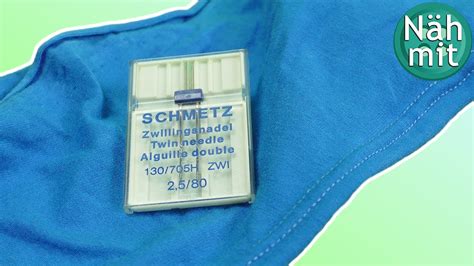 Näh
mit
SCHMETZ
Zwillingsnadel
Twin needle
Aiguille double
130/705H ZWI
2,5/80